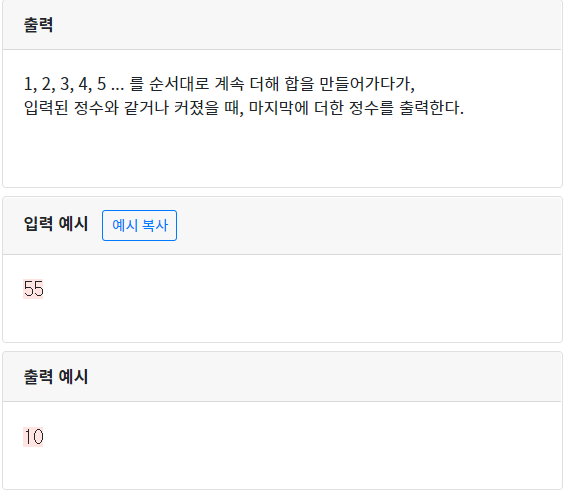 출력
1, 2, 3, 4, 5 ... 를 순서대로 계속 더해 합을 만들어가다가,
입력된 정수와 같거나 커졌을 때, 마지막에 더한 정수를 출력한다.
입력 예시 예시 복사
55
출력 예시
10